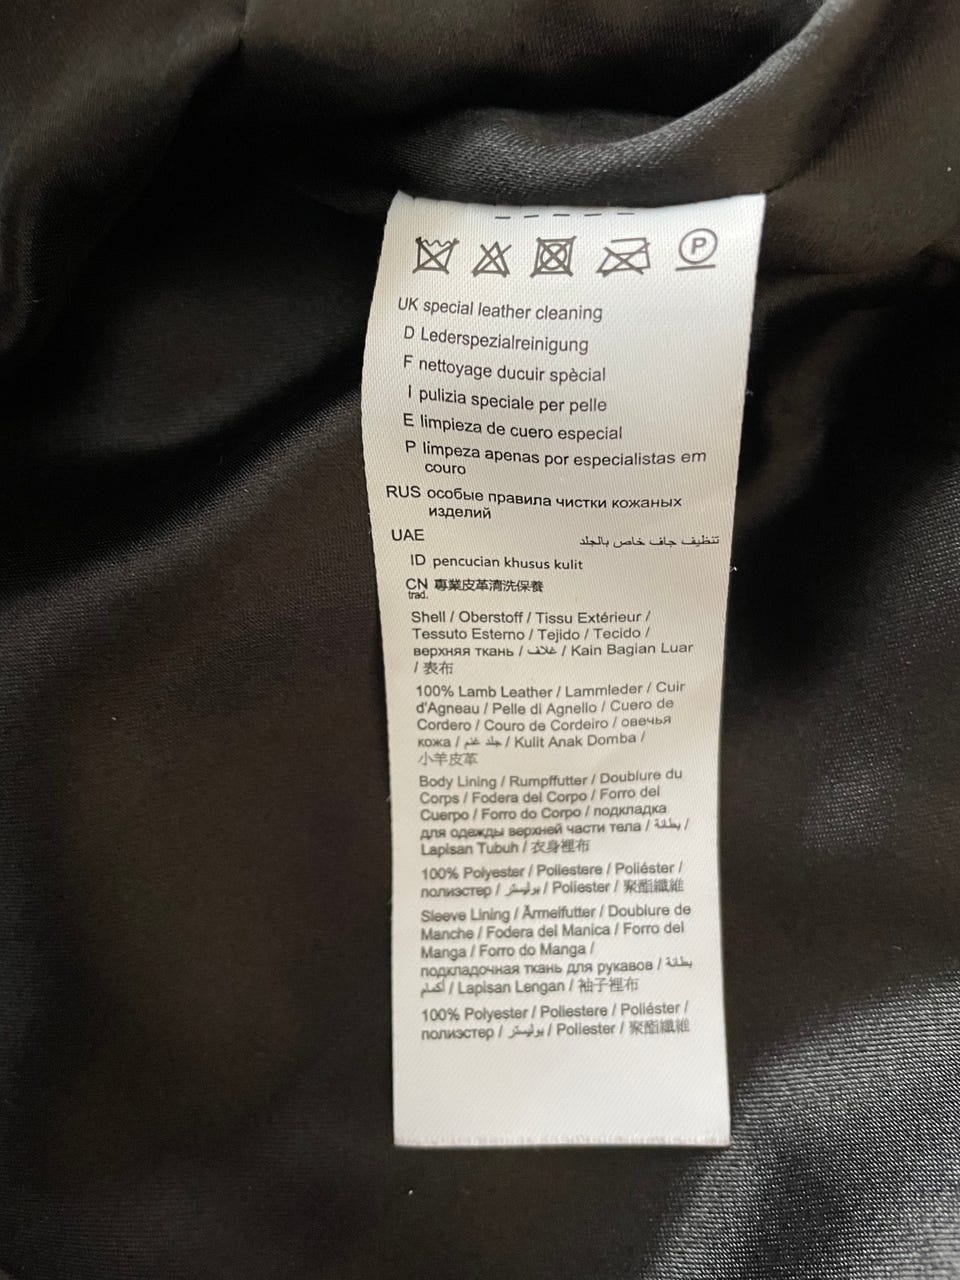 P
UK special leather cleaning
D Lederspezialreinigung
F nettoyage ducuir spècial
I pulizia speciale per pelle
E limpieza de cuero especial
P limpeza apenas por especialistas em
couro
RUS особые правила чистки кожаных
изделий
UAE تنظيف جاف خاص بالجلد
ID pencucian khusus kulit
CN 專業皮革清洗保養
trad.
Shell / Oberstoff / Tissu Extérieur /
Tessuto Esterno / Tejido / Tecido /
верхняя ткань / غلاف / Kain Bagian Luar
/ 表布
100% Lamb Leather / Lammleder / Cuir
d'Agneau / Pelle di Agnello / Cuero de
Cordero / Couro de Cordeiro / овечья
кожа / جلد غنم / Kulit Anak Domba /
小羊皮革
Body Lining / Rumpffutter / Doublure du
Corps / Fodera del Corpo / Forro del
Cuerpo / Forro do Corpo / подкладка
для одежды верхней части тела / بطانة /
Lapisan Tubuh / 衣身裡布
100% Polyester / Poliestere / Poliéster /
полиэстер / بوليستر / Poliester / 聚酯纖維
Sleeve Lining / Ärmelfutter / Doublure de
Manche / Fodera del Manica / Forro del
Manga / Forro do Manga /
подкладочная ткань для рукавов / بطانة
أكمام / Lapisan Lengan / 袖子裡布
100% Polyester / Poliestere / Poliéster /
полиэстер / بوليستر / Poliester / 聚酯纖維